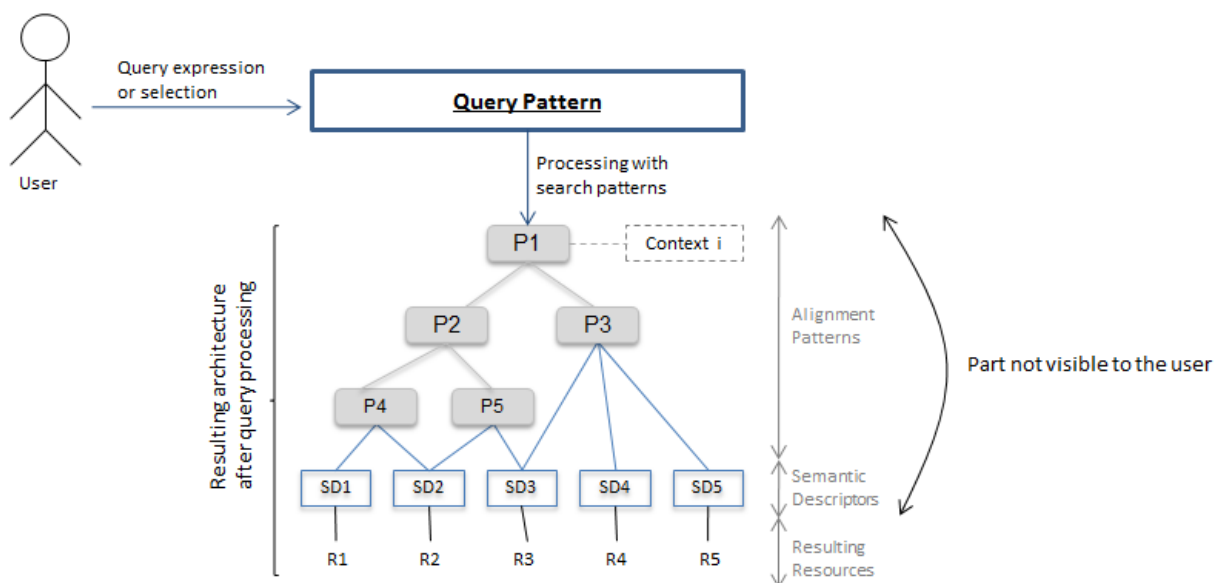 Query expression
or selection
Query Pattern
User
Processing with
search patterns
P1
Context i
P2
P3
Alignment
Patterns
Part not visible to the user
Resulting architecture
after query processing
P4
P5
SD1
SD2
SD3
SD4
SD5
Semantic
Descriptors
R1
R2
R3
R4
R5
Resulting
Resources